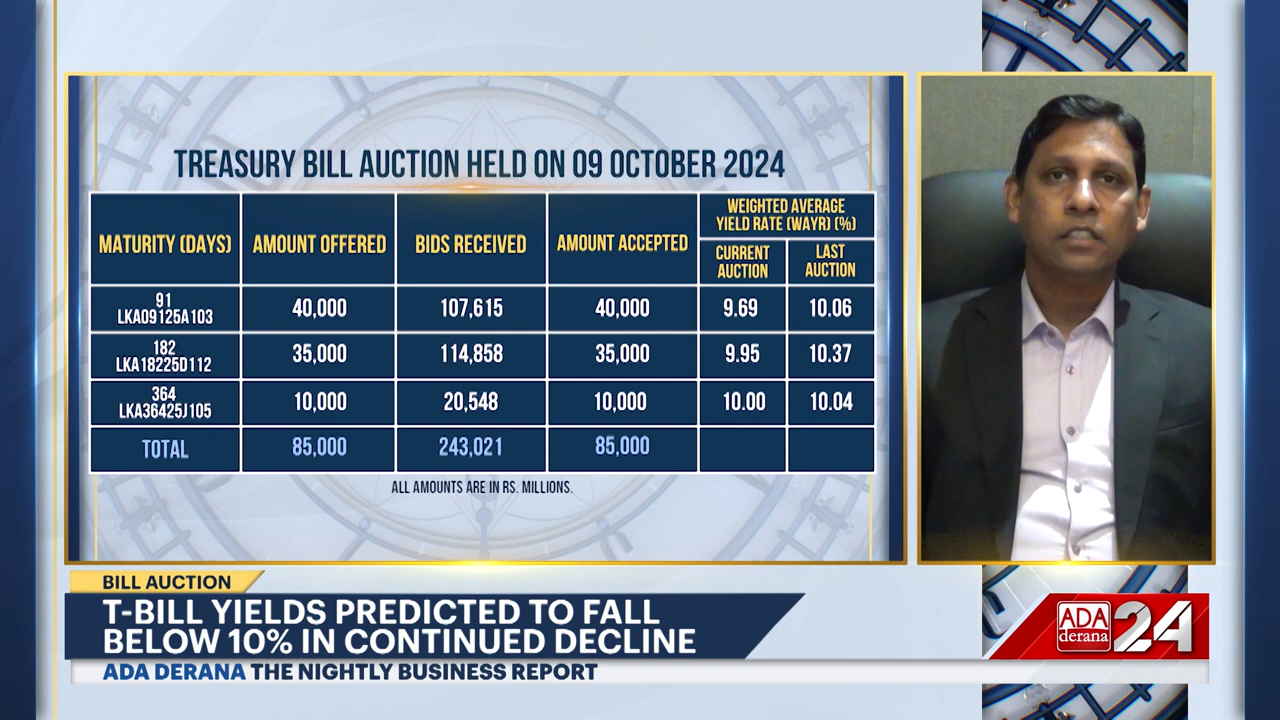 TREASURY BILL AUCTION HELD ON 09 OCTOBER 2024
MATURITY (DAYS) AMOUNT OFFERED BIDS RECEIVED AMOUNT ACCEPTED
WEIGHTED AVERAGE
YIELD RATE (WAYR) (%)
CURRENT
AUCTION
LAST
AUCTION
91
LKA09125A103
40,000 107,615 40,000 9.69 10.06
182
LKA18225D112
35,000 114,858 35,000 9.95 10.37
364
LKA36425J105
10,000 20,548 10,000 10.00 10.04
TOTAL 85,000 243,021 85,000
ALL AMOUNTS ARE IN RS. MILLIONS.
BILL AUCTION
T-BILL YIELDS PREDICTED TO FALL
BELOW 10% IN CONTINUED DECLINE
ADA DERANA THE NIGHTLY BUSINESS REPORT
ADA
derana
24